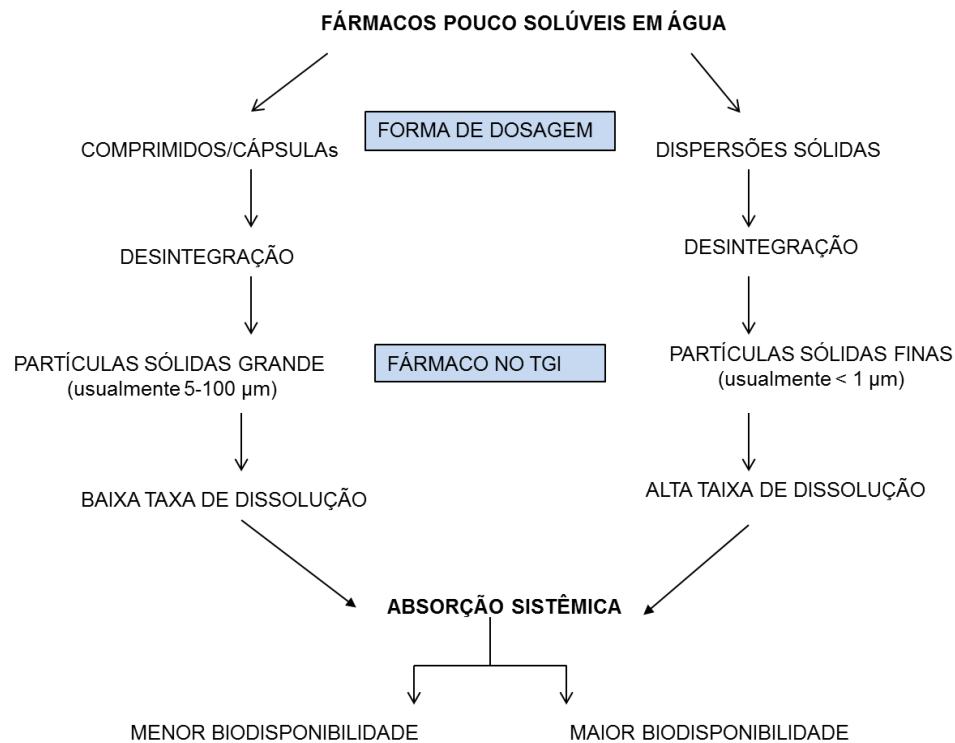 FÁRMACOS POUCO SOLÚVEIS EM ÁGUA
FORMA DE DOSAGEM
COMPRIMIDOS/CÁPSULAs
DISPERSÕES SÓLIDAS
DESINTEGRAÇÃO
DESINTEGRAÇÃO
PARTÍCULAS SÓLIDAS GRANDE
(usualmente 5-100 µm)
FÁRMACO NO TGI
PARTÍCULAS SÓLIDAS FINAS
(usualmente < 1 µm)
BAIXA TAXA DE DISSOLUÇÃO
ALTA TAIXA DE DISSOLUÇÃO
ABSORÇÃO SISTÊMICA
MENOR BIODISPONIBILIDADE
MAIOR BIODISPONIBILIDADE